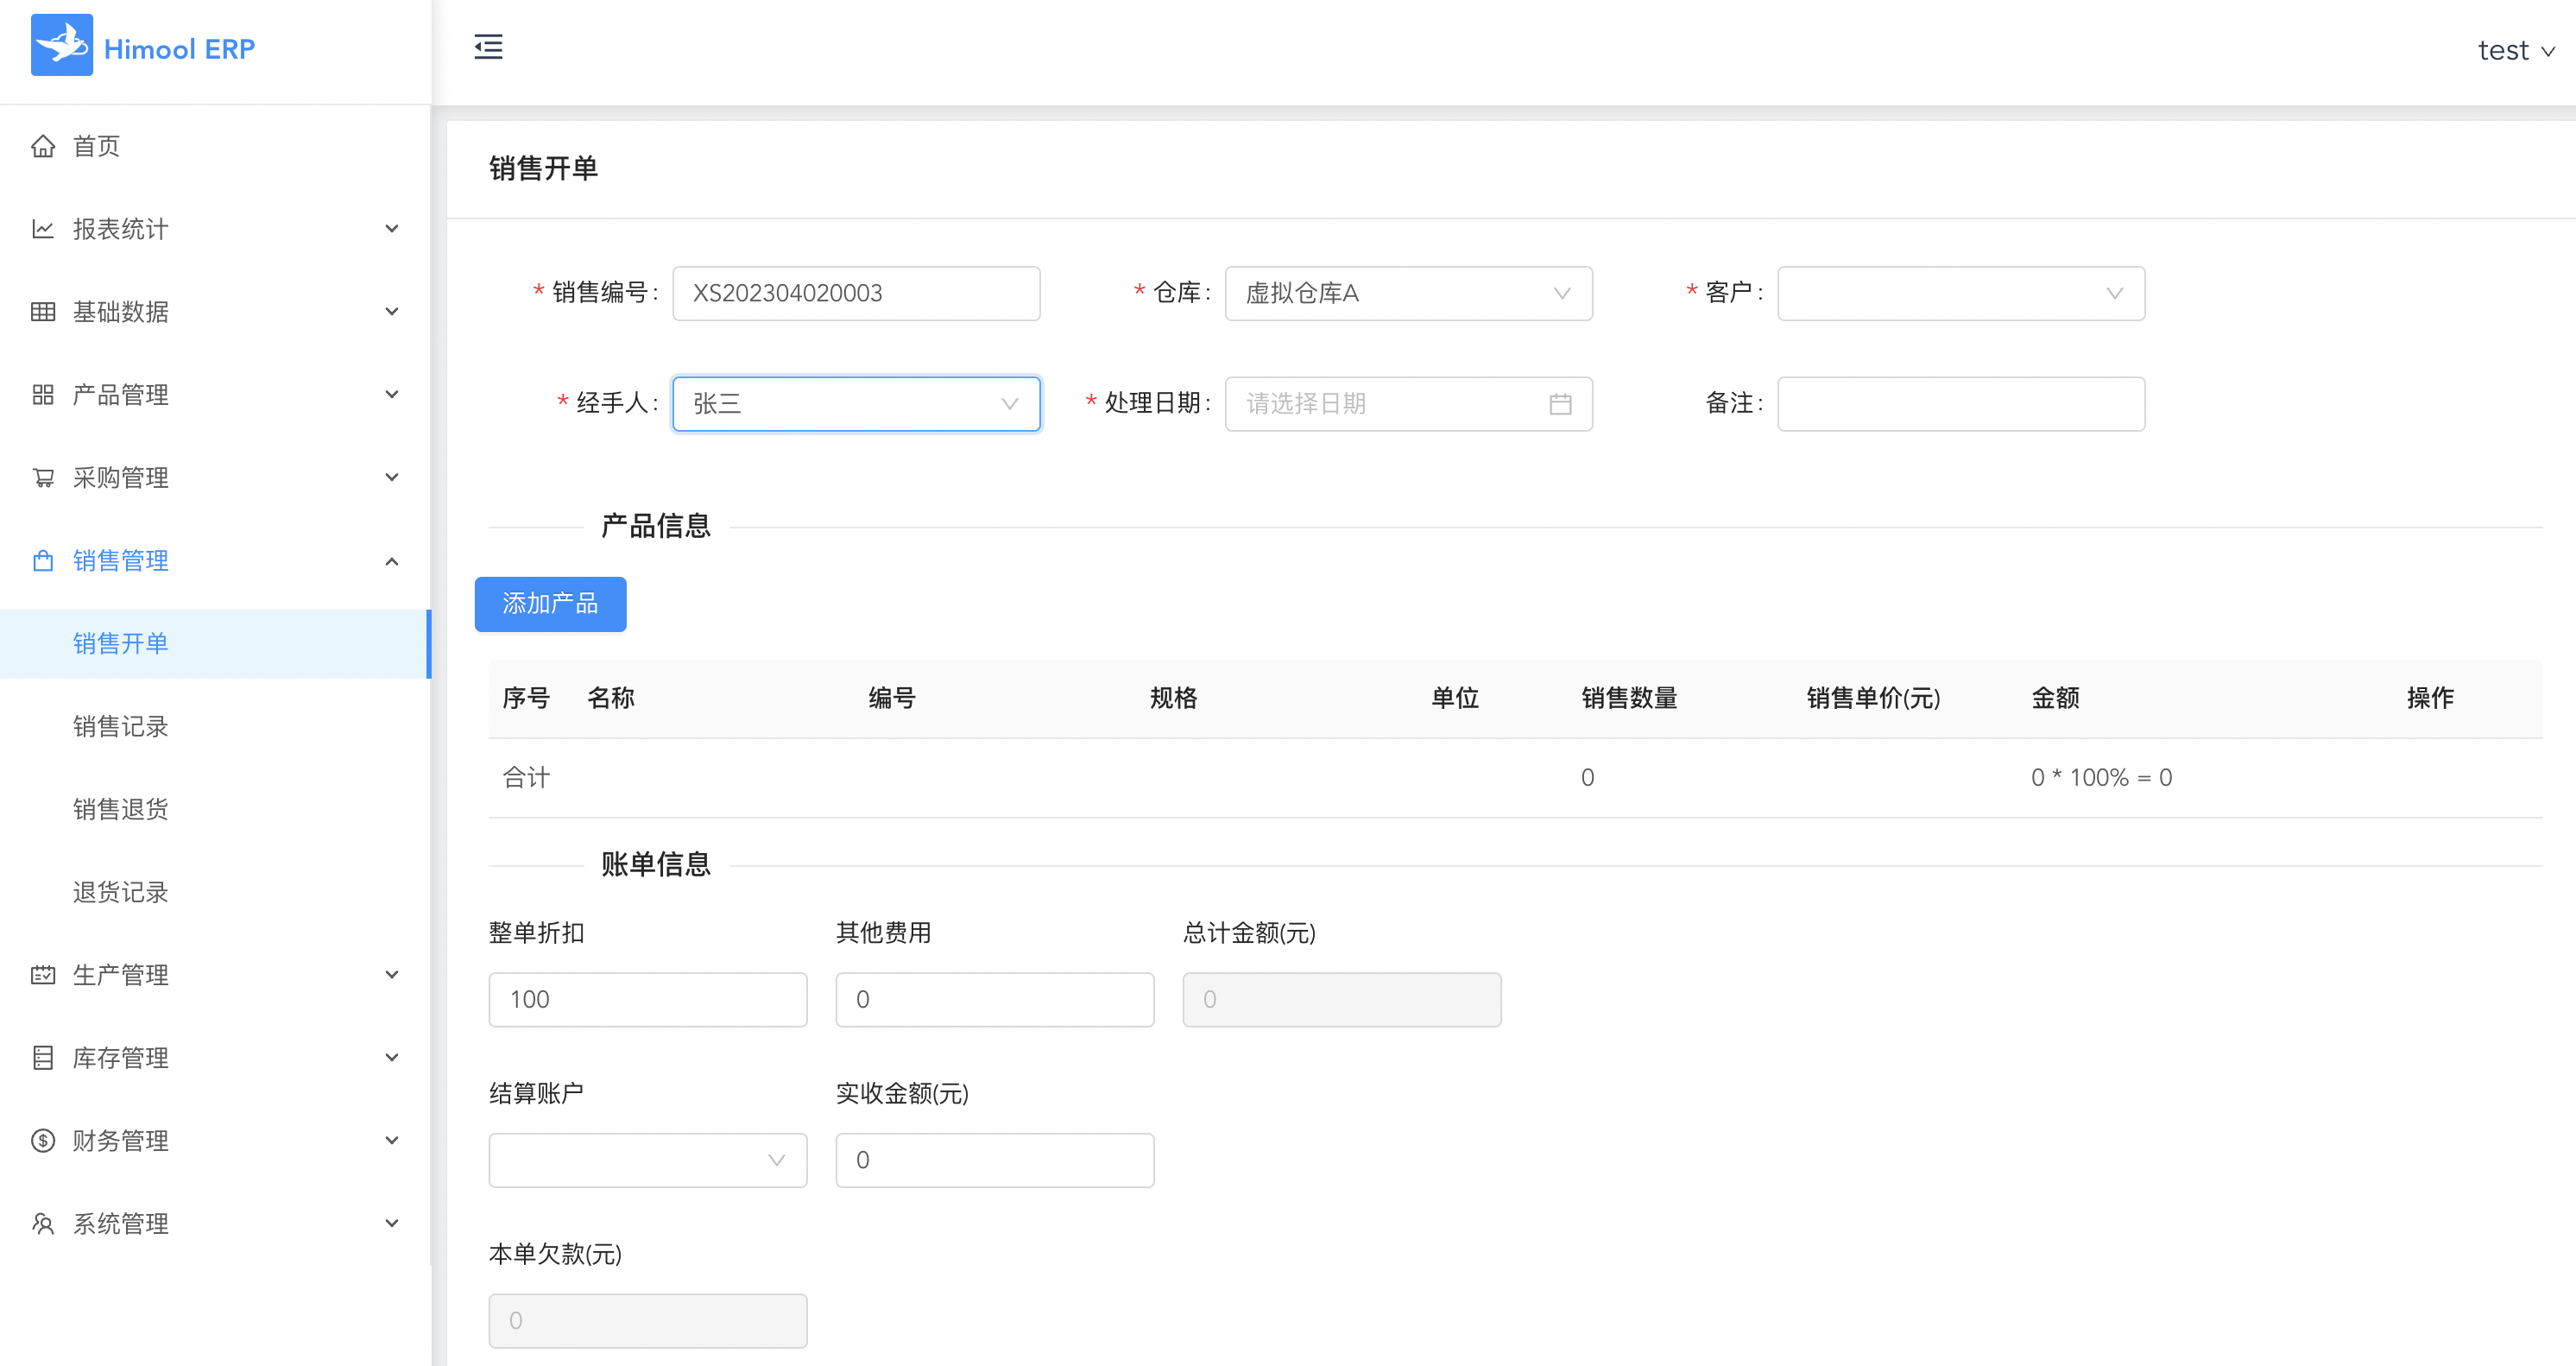 Himool ERP
test
首页
报表统计
基础数据
产品管理
采购管理
销售管理
销售开单
销售记录
销售退货
退货记录
生产管理
库存管理
财务管理
系统管理
销售开单
* 销售编号: XS202304020003 * 仓库: 虚拟仓库A * 客户:
* 经手人: 张三 * 处理日期: 请选择日期 备注:
产品信息
添加产品
序号 名称 编号 规格 单位 销售数量 销售单价(元) 金额 操作
合计 0 0 * 100% = 0
账单信息
整单折扣 其他费用 总计金额(元)
100 0 0
结算账户 实收金额(元)
0
本单欠款(元)
0